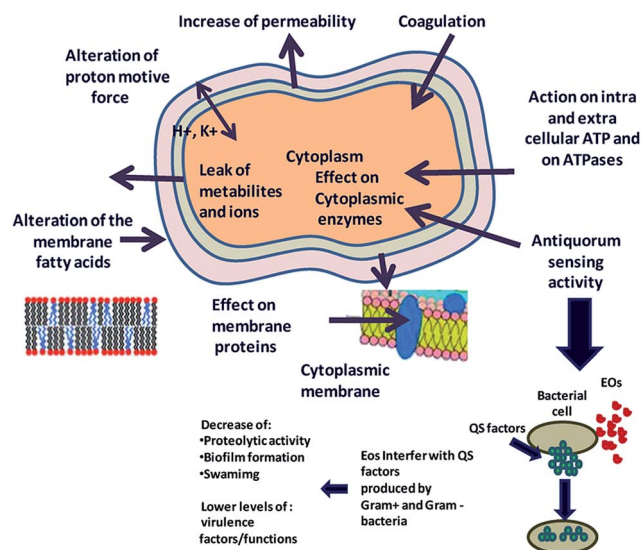 Increase of permeability
Coagulation
Alteration of
proton motive
force
H+, K+
Action on intra
and extra
cellular ATP and
on ATPases
Cytoplasm
Effect on
Cytoplasmic
enzymes
Leak of
metabilites
and ions
Alteration of the
membrane
fatty acids
Antiquorum
sensing
activity
Effect on
membrane
proteins
Cytoplasmic
membrane
EOs
Bacterial
cell
QS factors
Decrease of:
•Proteolytic activity
•Biofilm formation
•Swamimg
Lower levels of :
virulence
factors/functions
Eos Interfer with QS
factors
produced by
Gram+ and Gram -
bacteria